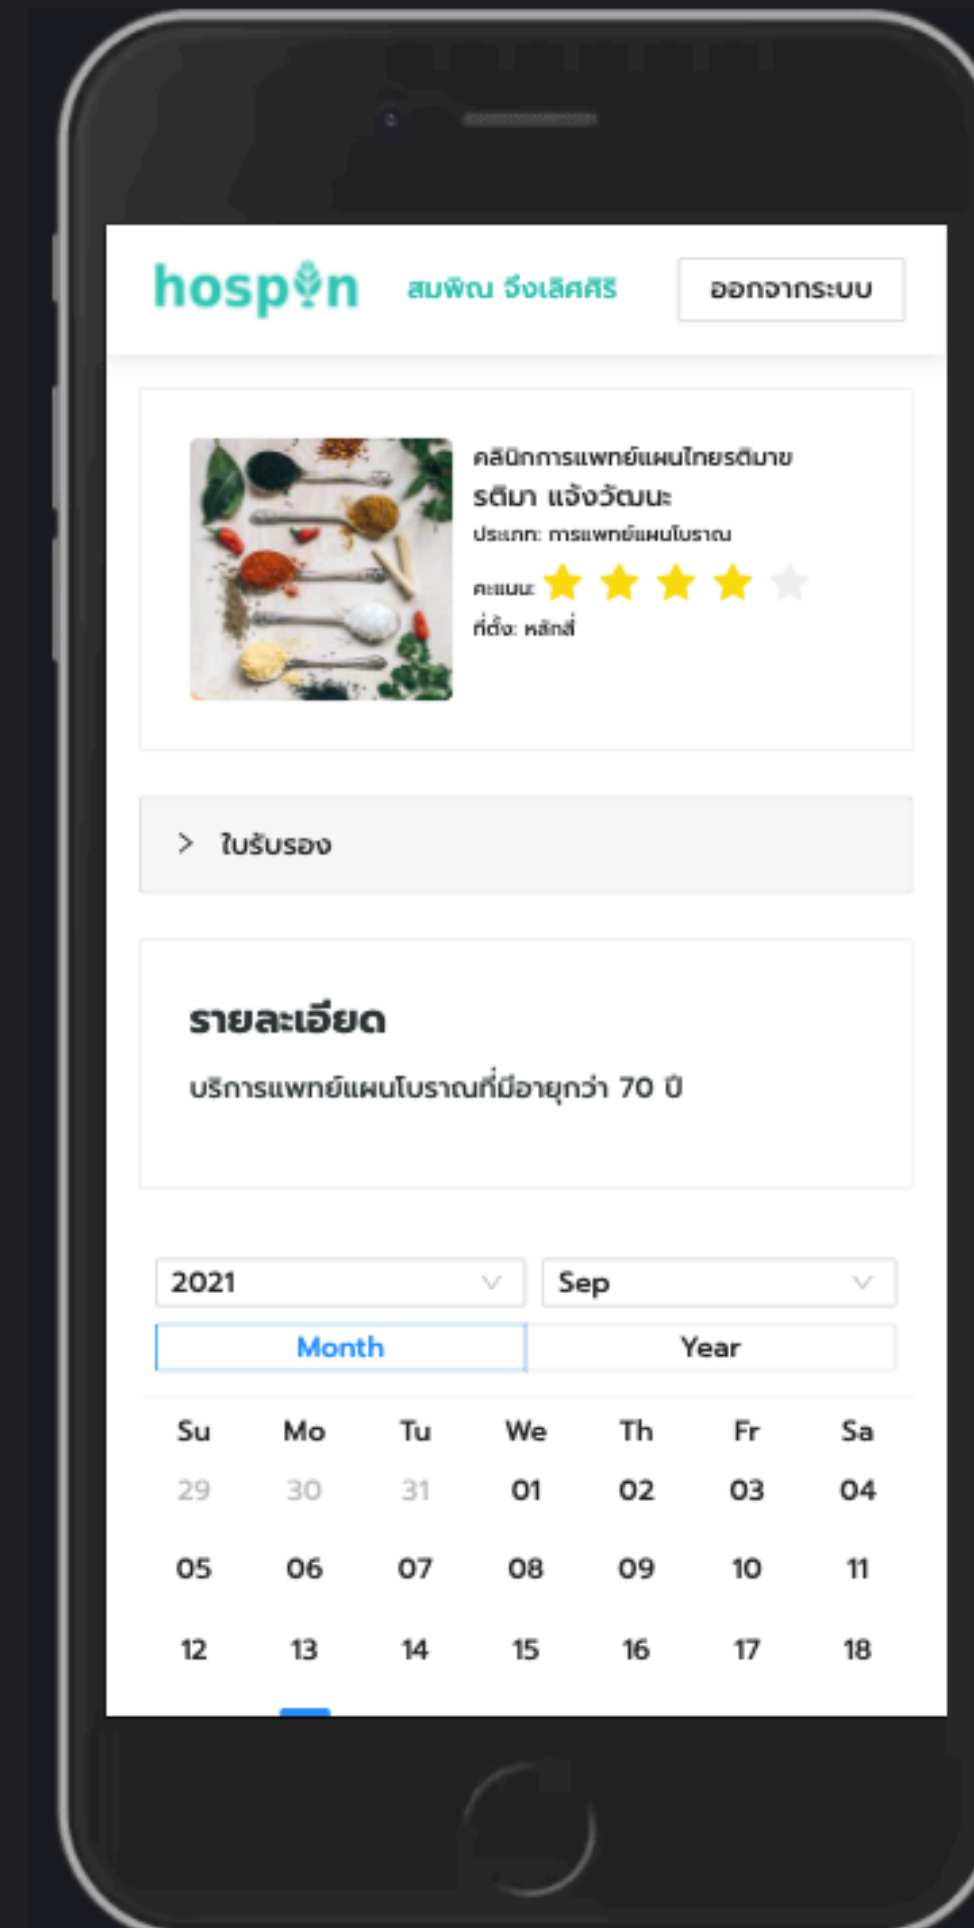 hospin สมพิณ จึงเลิศศิริ ออกจากระบบ
คลินิกการแพทย์แผนไทยรติมาข
รติมา แจ้งวัฒนะ
ประเภท: การแพทย์แผนโบราณ
คะแนน:
ที่ตั้ง: หลักสี่
> ใบรับรอง
รายละเอียด
บริการแพทย์แผนโบราณที่มีอายุกว่า 70 ปี
2021 Sep
Month Year
Su Mo Tu We Th Fr Sa
29 30 31 01 02 03 04
05 06 07 08 09 10 11
12 13 14 15 16 17 18